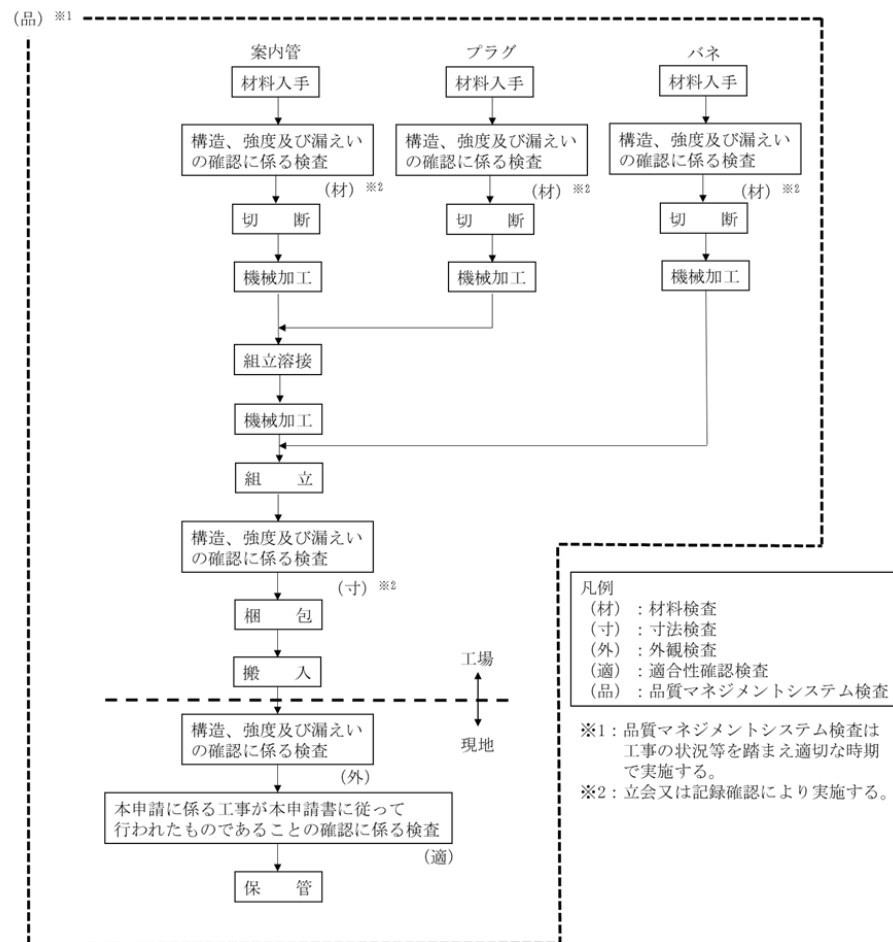 (品) ※1
案内管
プラグ
バネ
材料入手
材料入手
材料入手
構造、強度及び漏えい
の確認に係る検査
構造、強度及び漏えい
の確認に係る検査
構造、強度及び漏えい
の確認に係る検査
(材) ※2
(材) ※2
(材) ※2
切　断
切　断
切　断
機械加工
機械加工
機械加工
組立溶接
機械加工
組　立
構造、強度及び漏えい
の確認に係る検査
(寸) ※2
梱　包
搬　入
工場
現地
構造、強度及び漏えい
の確認に係る検査
(外)
本申請に係る工事が本申請書に従って
行われたものであることの確認に係る検査
(適)
保　管
凡例
(材)：材料検査
(寸)：寸法検査
(外)：外観検査
(適)：適合性確認検査
(品)：品質マネジメントシステム検査
※1：品質マネジメントシステム検査は
工事の状況等を踏まえ適切な時期
で実施する。
※2：立会又は記録確認により実施する。